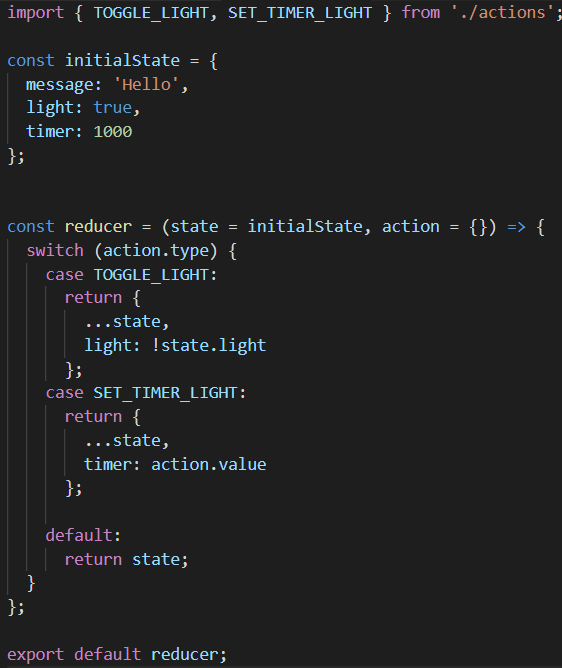 import { TOGGLE_LIGHT, SET_TIMER_LIGHT } from './actions';
const initialState = {
  message: 'Hello',
  light: true,
  timer: 1000
};
const reducer = (state = initialState, action = {}) => {
  switch (action.type) {
    case TOGGLE_LIGHT:
      return {
        ...state,
        light: !state.light
      };
    case SET_TIMER_LIGHT:
      return {
        ...state,
        timer: action.value
      };
    default:
      return state;
  }
};
export default reducer;